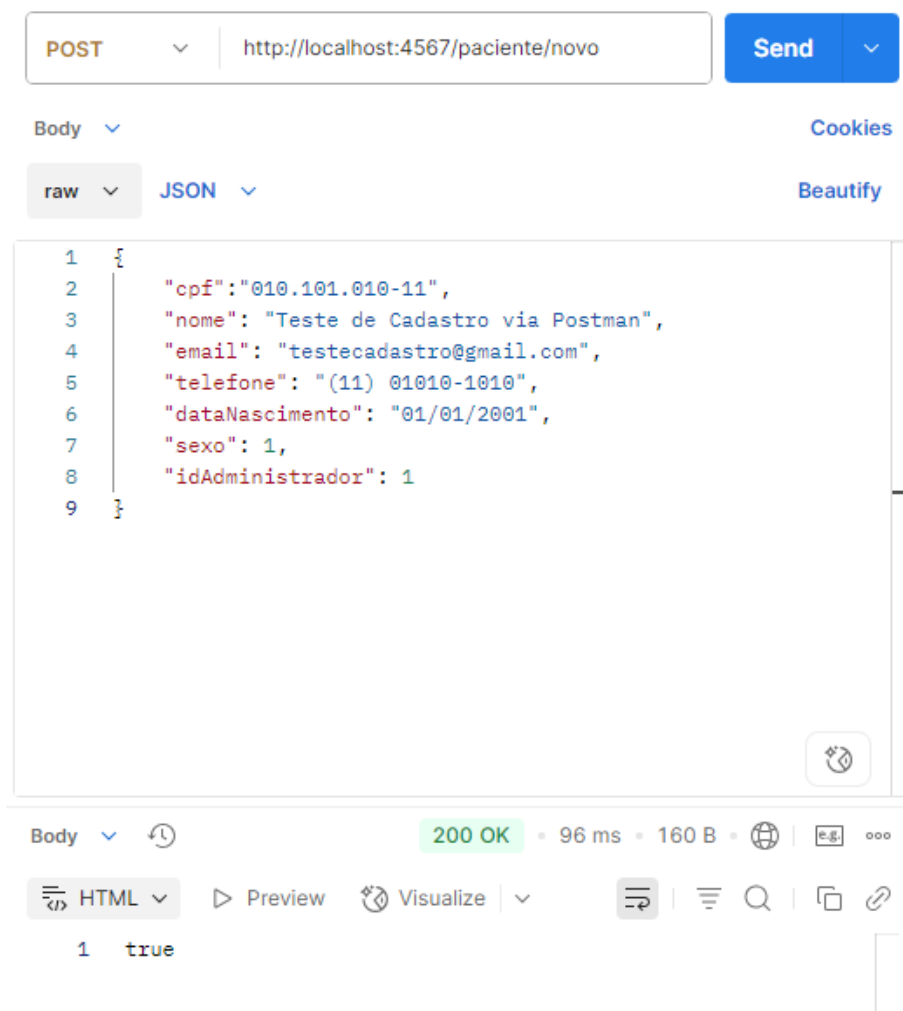 POST http://localhost:4567/paciente/novo Send
Body Cookies
raw JSON Beautify
1 {
2 "cpf":"010.101.010-11",
3 "nome": "Teste de Cadastro via Postman",
4 "email": "testecadastro@gmail.com",
5 "telefone": "(11) 01010-1010",
6 "dataNascimento": "01/01/2001",
7 "sexo": 1,
8 "idAdministrador": 1
9 }
Body 200 OK • 96 ms • 160 B • e.g.
HTML Preview Visualize
1 true